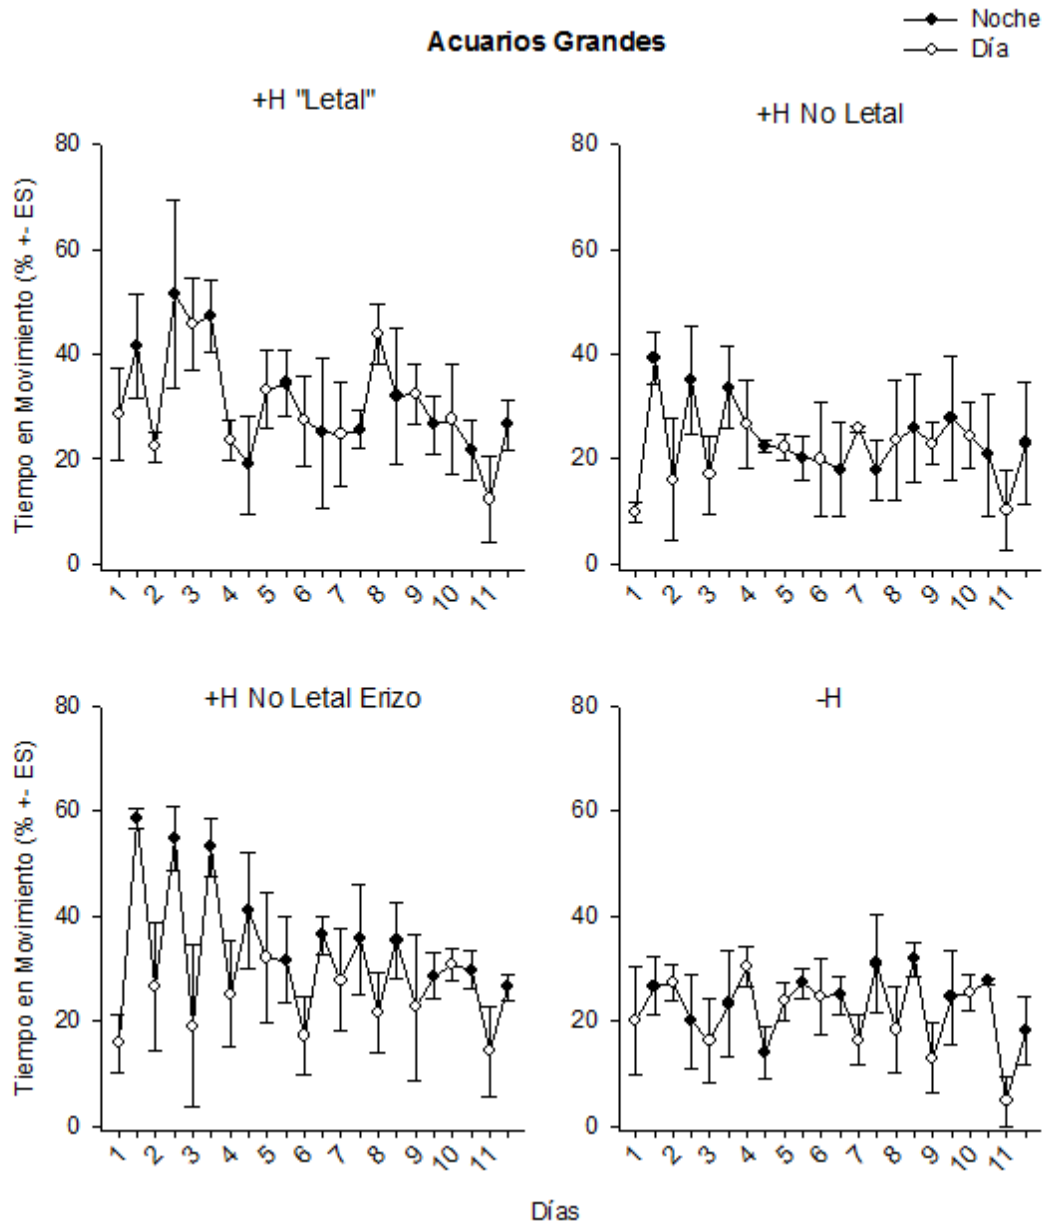 Noche
Día
Acuarios Grandes
+H "Letal"
+H No Letal
Tiempo en Movimiento (% +- ES)
80
60
40
20
0
1 2 3 4 5 6 7 8 9 10 11
80
60
40
20
0
1 2 3 4 5 6 7 8 9 10 11
+H No Letal Erizo
-H
Tiempo en Movimiento (% +- ES)
80
60
40
20
0
1 2 3 4 5 6 7 8 9 10 11
80
60
40
20
0
1 2 3 4 5 6 7 8 9 10 11
Días